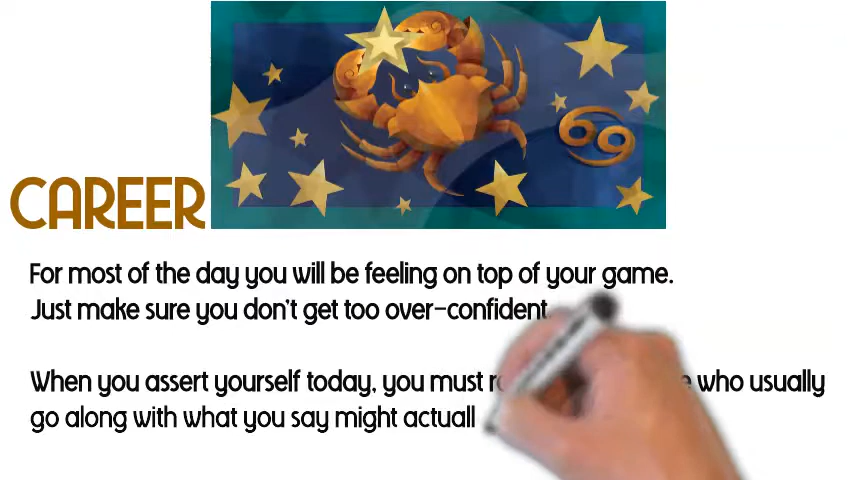 CAREER
For most of the day you will be feeling on top of your game.
Just make sure you don't get too over-confident.
When you assert yourself today, you must who usually
go along with what you say might actuall